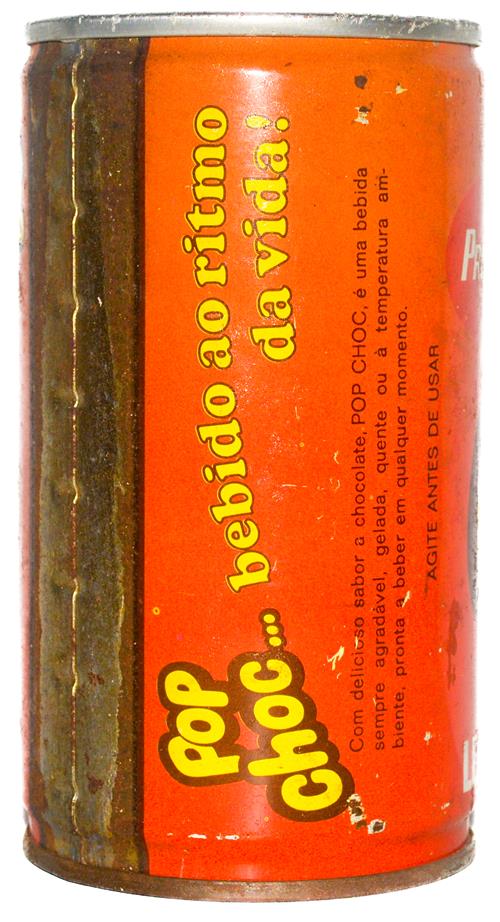 Pop
choc... bebido ao ritmo
da vida!
Com delicioso sabor a chocolate, POP CHOC, é uma bebida
sempre agradável, gelada, quente ou à temperatura am-
biente, pronta a beber em qualquer momento.
AGITE ANTES DE USAR